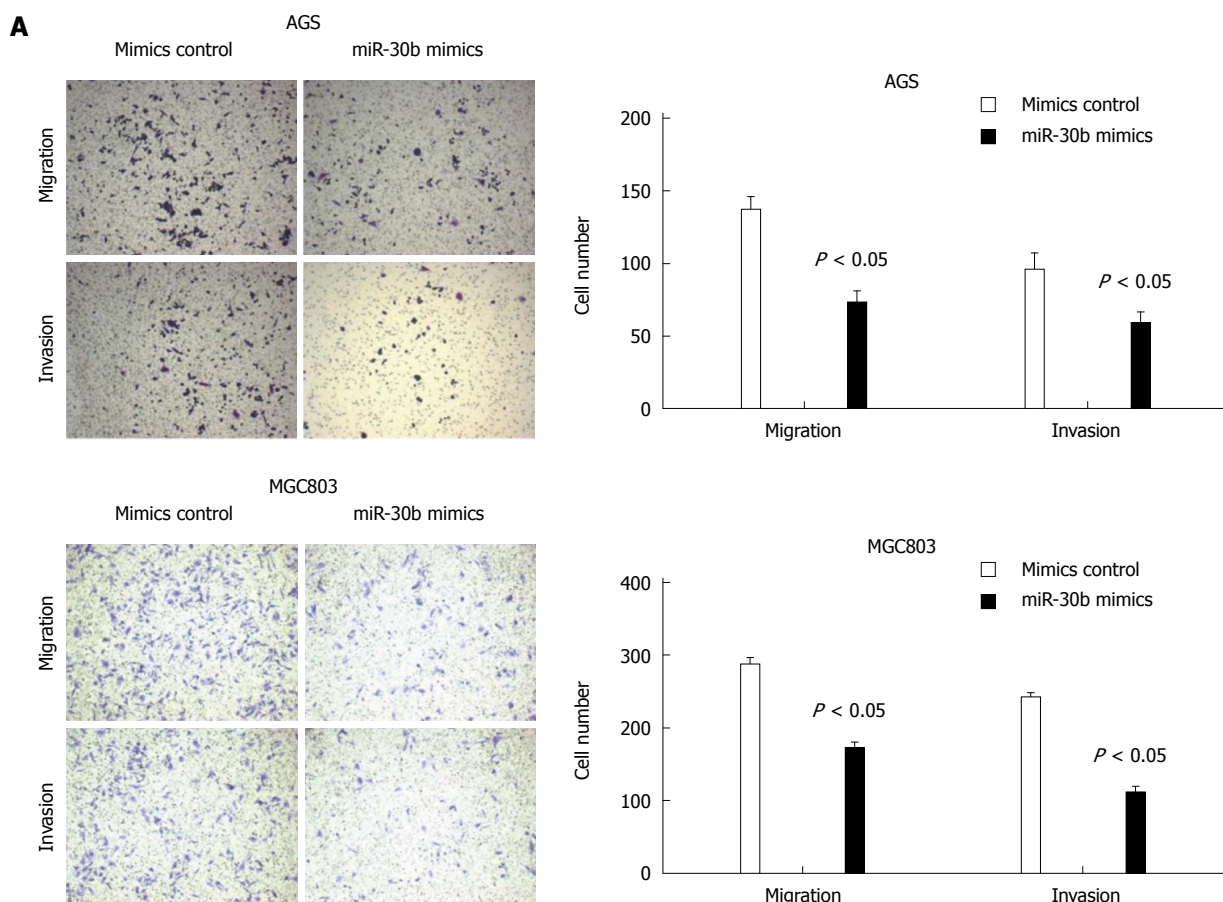 A
AGS
Mimics control miR-30b mimics
Migration
Invasion
AGS
Mimics control
miR-30b mimics
200
150
100
50
0
Cell number
P < 0.05
P < 0.05
Migration Invasion
MGC803
Mimics control miR-30b mimics
Migration
Invasion
MGC803
Mimics control
miR-30b mimics
400
300
200
100
0
Cell number
P < 0.05
P < 0.05
Migration Invasion